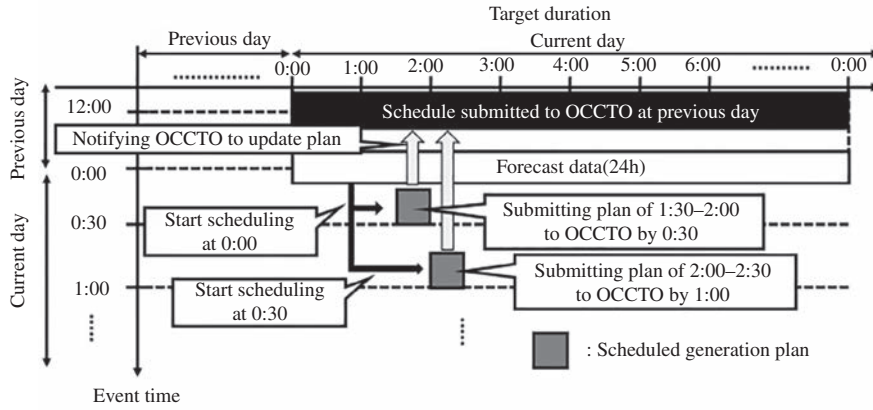 Target duration
Previous day
Current day
0:00 1:00 2:00 3:00 4:00 5:00 6:00 0:00
Previous day
12:00
Schedule submitted to OCCTO at previous day
Notifying OCCTO to update plan
0:00
Forecast data(24h)
Current day
0:30
Start scheduling
at 0:00
Submitting plan of 1:30–2:00
to OCCTO by 0:30
1:00
Start scheduling
at 0:30
Submitting plan of 2:00–2:30
to OCCTO by 1:00
: Scheduled generation plan
Event time